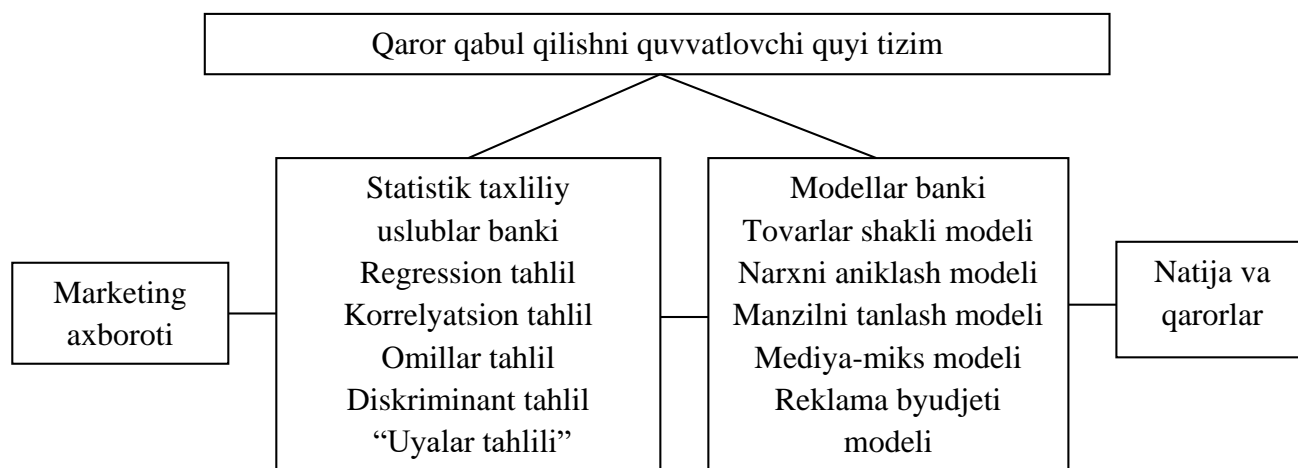 Qaror qabul qilishni quvvatlovchi quyi tizim
Marketing
axboroti
Statistik taxliliy
uslublar banki
Regression tahlil
Korrelyatsion tahlil
Omillar tahlil
Diskriminant tahlil
“Uyalar tahlili”
Modellar banki
Tovarlar shakli modeli
Narxni aniklash modeli
Manzilni tanlash modeli
Mediya-miks modeli
Reklama byudjeti
modeli
Natija va
qarorlar